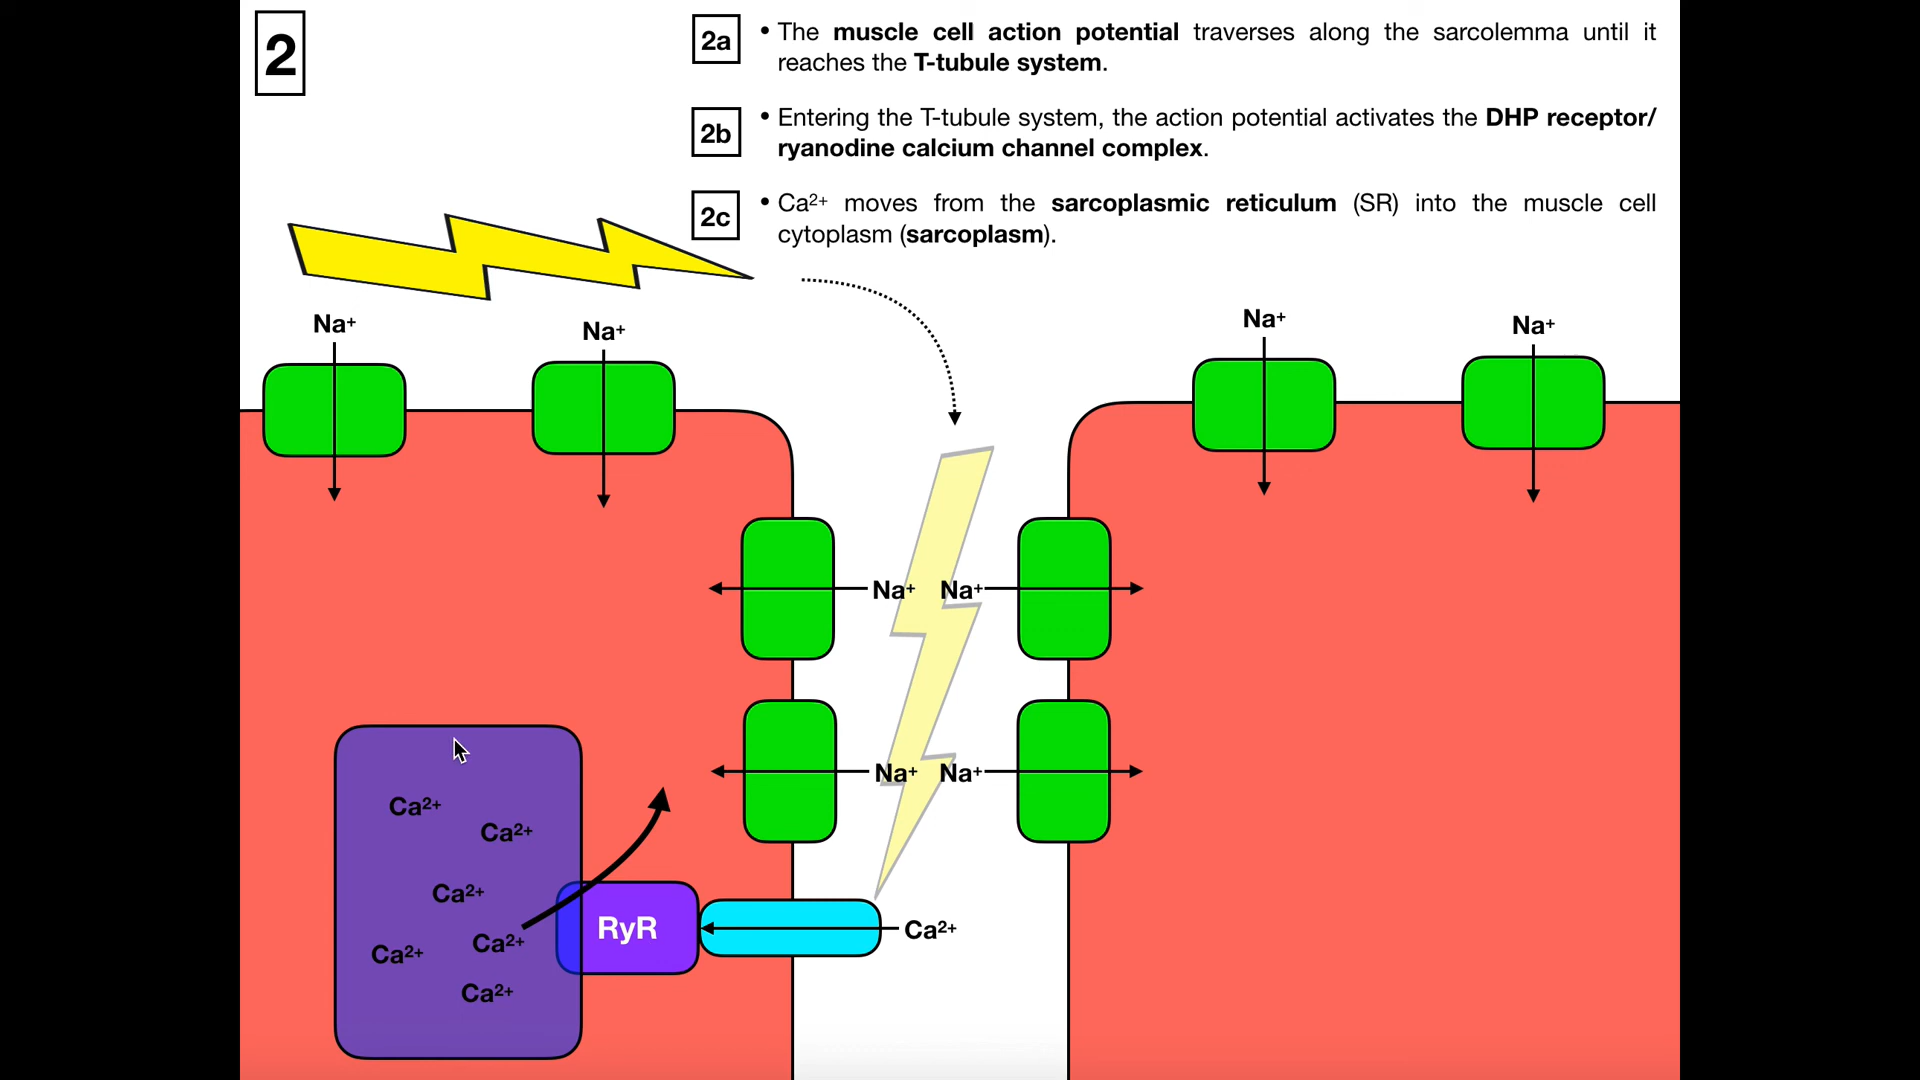 2
2a • The muscle cell action potential traverses along the sarcolemma until it
reaches the T-tubule system.
2b • Entering the T-tubule system, the action potential activates the DHP receptor/
ryanodine calcium channel complex.
2c • Ca²⁺ moves from the sarcoplasmic reticulum (SR) into the muscle cell
cytoplasm (sarcoplasm).
Na⁺ Na⁺ Na⁺ Na⁺
Na⁺ Na⁺
Na⁺ Na⁺
Ca²⁺
Ca²⁺
Ca²⁺
RyR Ca²⁺
Ca²⁺
Ca²⁺
Ca²⁺